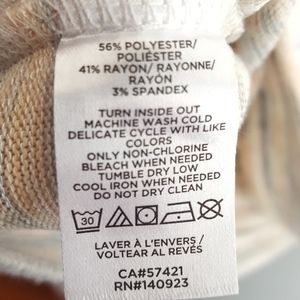 56% POLYESTER/
POLIÉSTER
41% RAYON/ RAYONNE/
RAYÓN
3% SPANDEX
TURN INSIDE OUT
MACHINE WASH COLD
DELICATE CYCLE WITH LIKE
COLORS
ONLY NON-CHLORINE
BLEACH WHEN NEEDED
TUMBLE DRY LOW
COOL IRON WHEN NEEDED
DO NOT DRY CLEAN
30
LAVER À L'ENVERS /
VOLTEAR AL REVÉS
CA#57421
RN#140923